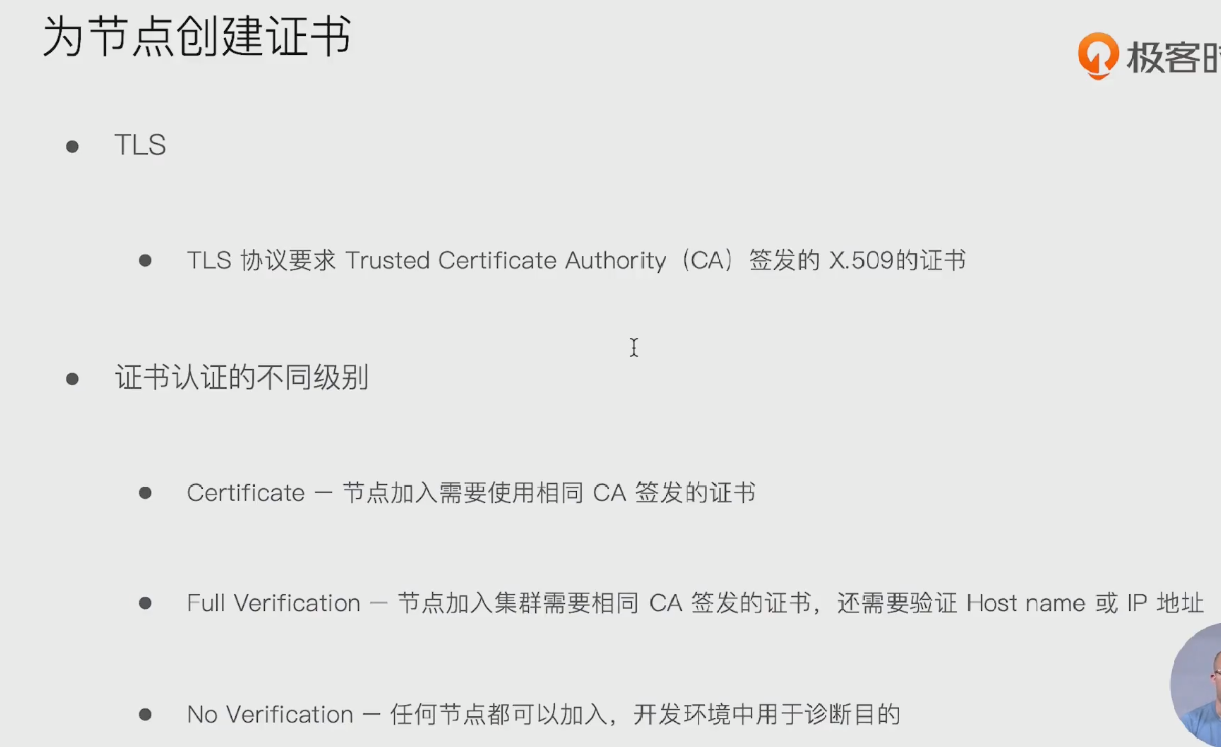 为节点创建证书
极客时
TLS
TLS 协议要求 Trusted Certificate Authority（CA）签发的 X.509的证书
证书认证的不同级别
Certificate — 节点加入需要使用相同 CA 签发的证书
Full Verification — 节点加入集群需要相同 CA 签发的证书，还需要验证 Host name 或 IP 地址
No Verification — 任何节点都可以加入，开发环境中用于诊断目的